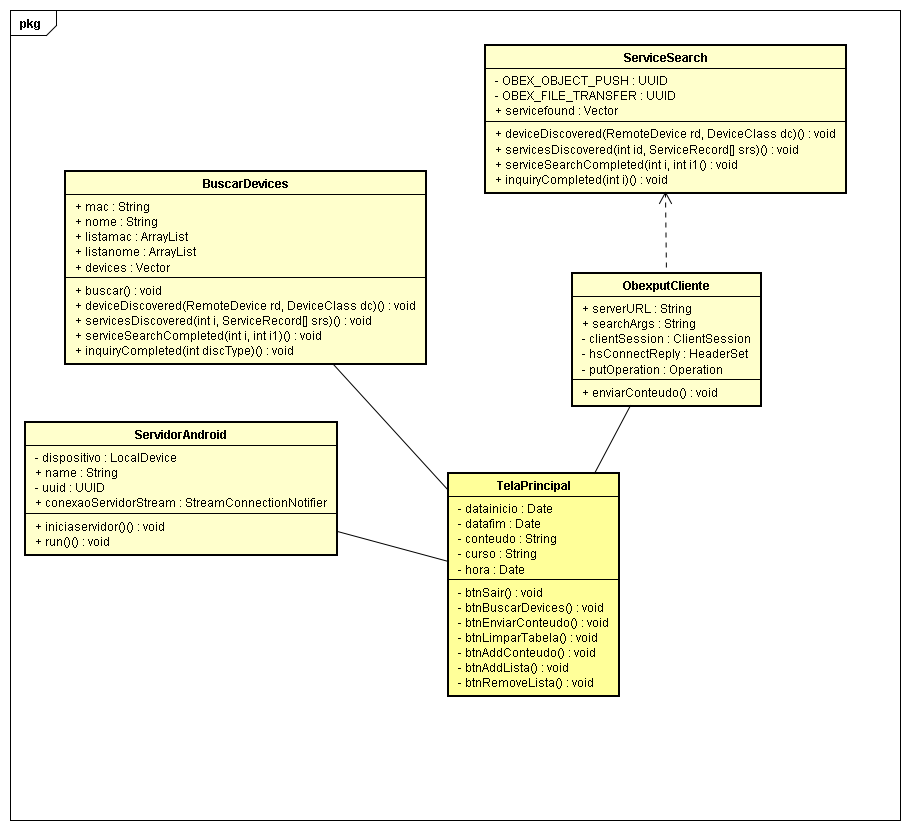 pkg
ServiceSearch
- OBEX_OBJECT_PUSH : UUID
- OBEX_FILE_TRANSFER : UUID
+ servicefound : Vector
+ deviceDiscovered(RemoteDevice rd, DeviceClass dc)() : void
+ servicesDiscovered(int id, ServiceRecord[] srs)() : void
+ serviceSearchCompleted(int i, int i1() : void
+ inquiryCompleted(int i)() : void
BuscarDevices
+ mac : String
+ nome : String
+ listamac : ArrayList
+ listanome : ArrayList
+ devices : Vector
+ buscar() : void
+ deviceDiscovered(RemoteDevice rd, DeviceClass dc)() : void
+ servicesDiscovered(int i, ServiceRecord[] srs)() : void
+ serviceSearchCompleted(int i, int i1)() : void
+ inquiryCompleted(int discType)() : void
ObexputCliente
+ serverURL : String
+ searchArgs : String
- clientSession : ClientSession
- hsConnectReply : HeaderSet
- putOperation : Operation
+ enviarConteudo() : void
ServidorAndroid
- dispositivo : LocalDevice
+ name : String
- uuid : UUID
+ conexaoServidorStream : StreamConnectionNotifier
+ iniciaservidor()() : void
+ run()() : void
TelaPrincipal
- datainicio : Date
- datafim : Date
- conteudo : String
- curso : String
- hora : Date
- btnSair() : void
- btnBuscarDevices() : void
- btnEnviarConteudo() : void
- btnLimparTabela() : void
- btnAddConteudo() : void
- btnAddLista() : void
- btnRemoveLista() : void